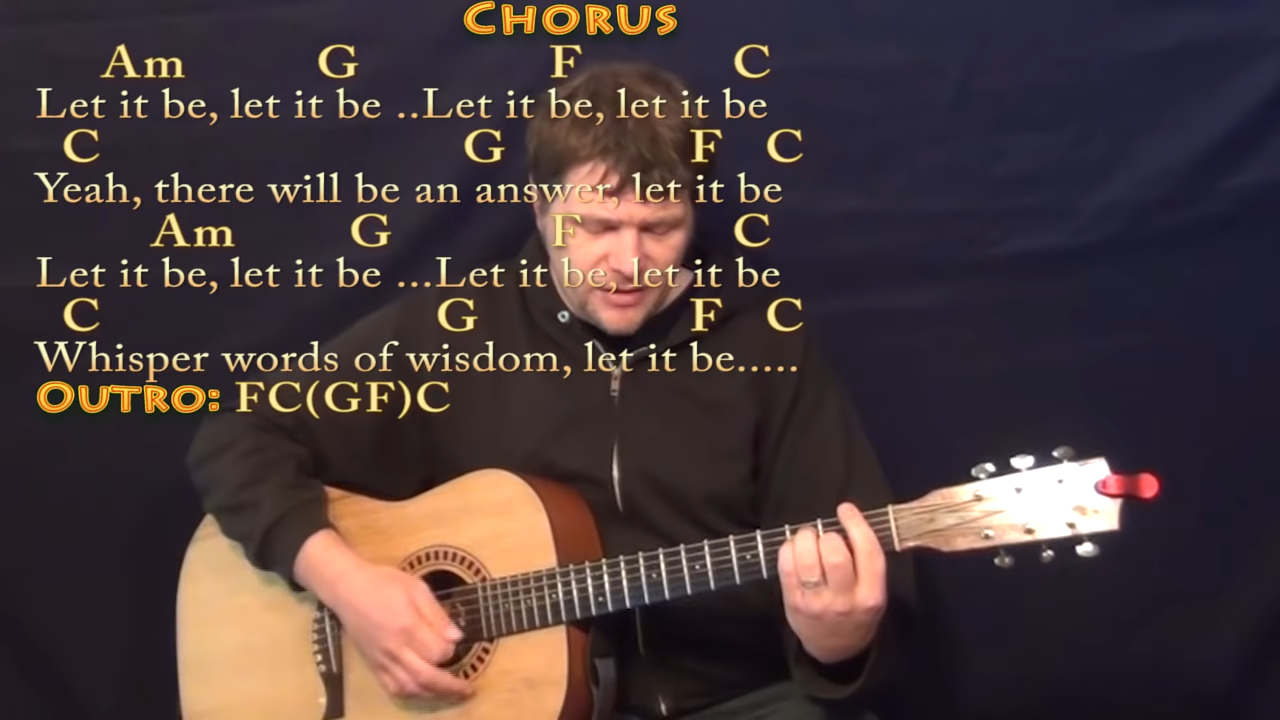 CHORUS
Am G F C
Let it be, let it be ..Let it be, let it be
C G F C
Yeah, there will be an answer, let it be
Am G F C
Let it be, let it be ...Let it be, let it be
C G F C
Whisper words of wisdom, let it be.....
OUTRO: FC(GF)C